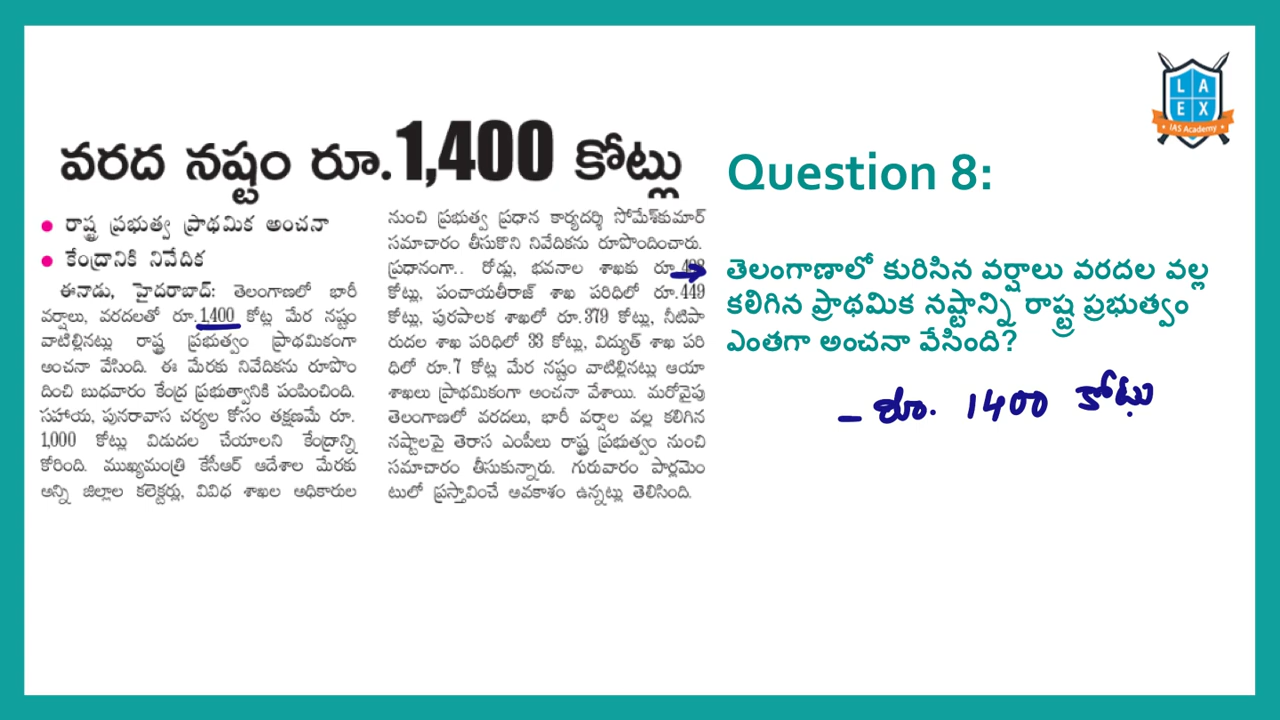 వరద నష్టం రూ.1,400 కోట్లు
• రాష్ట్ర ప్రభుత్వ ప్రాథమిక అంచనా
• కేంద్రానికి నివేదిక
ఈనాడు, హైదరాబాద్: తెలంగాణలో భారీ
వర్షాలు, వరదలతో రూ.1,400 కోట్ల మేర నష్టం
వాటిల్లినట్లు రాష్ట్ర ప్రభుత్వం ప్రాథమికంగా
అంచనా వేసింది. ఈ మేరకు నివేదికను రూపొం
దించి బుధవారం కేంద్ర ప్రభుత్వానికి పంపించింది.
సహాయ, పునరావాస చర్యల కోసం తక్షణమే రూ.
1,000 కోట్లు విడుదల చేయాలని కేంద్రాన్ని
కోరింది. ముఖ్యమంత్రి కేసీఆర్ ఆదేశాల మేరకు
అన్ని జిల్లాల కలెక్టర్లు, వివిధ శాఖల అధికారుల
నుంచి ప్రభుత్వ ప్రధాన కార్యదర్శి సోమేశ్‌కుమార్
సమాచారం తీసుకొని నివేదికను రూపొందించారు.
ప్రధానంగా.. రోడ్లు, భవనాల శాఖకు రూ.
కోట్లు, పంచాయతీరాజ్ శాఖ పరిధిలో రూ.449
కోట్లు, పురపాలక శాఖలో రూ.379 కోట్లు, నీటిపా
రుదల శాఖ పరిధిలో 33 కోట్లు, విద్యుత్ శాఖ పరి
ధిలో రూ.7 కోట్ల మేర నష్టం వాటిల్లినట్లు ఆయా
శాఖలు ప్రాథమికంగా అంచనా వేశాయి. మరోవైపు
తెలంగాణలో వరదలు, భారీ వర్షాల వల్ల కలిగిన
నష్టాలపై తెరాస ఎంపీలు రాష్ట్ర ప్రభుత్వం నుంచి
సమాచారం తీసుకున్నారు. గురువారం పార్లమెం
టులో ప్రస్తావించే అవకాశం ఉన్నట్లు తెలిసింది.
L A
E X
IAS Academy
Question 8:
తెలంగాణాలో కురిసిన వర్షాలు వరదల వల్ల
కలిగిన ప్రాథమిక నష్టాన్ని రాష్ట్ర ప్రభుత్వం
ఎంతగా అంచనా వేసింది?
– రూ. 1400 కోట్లు